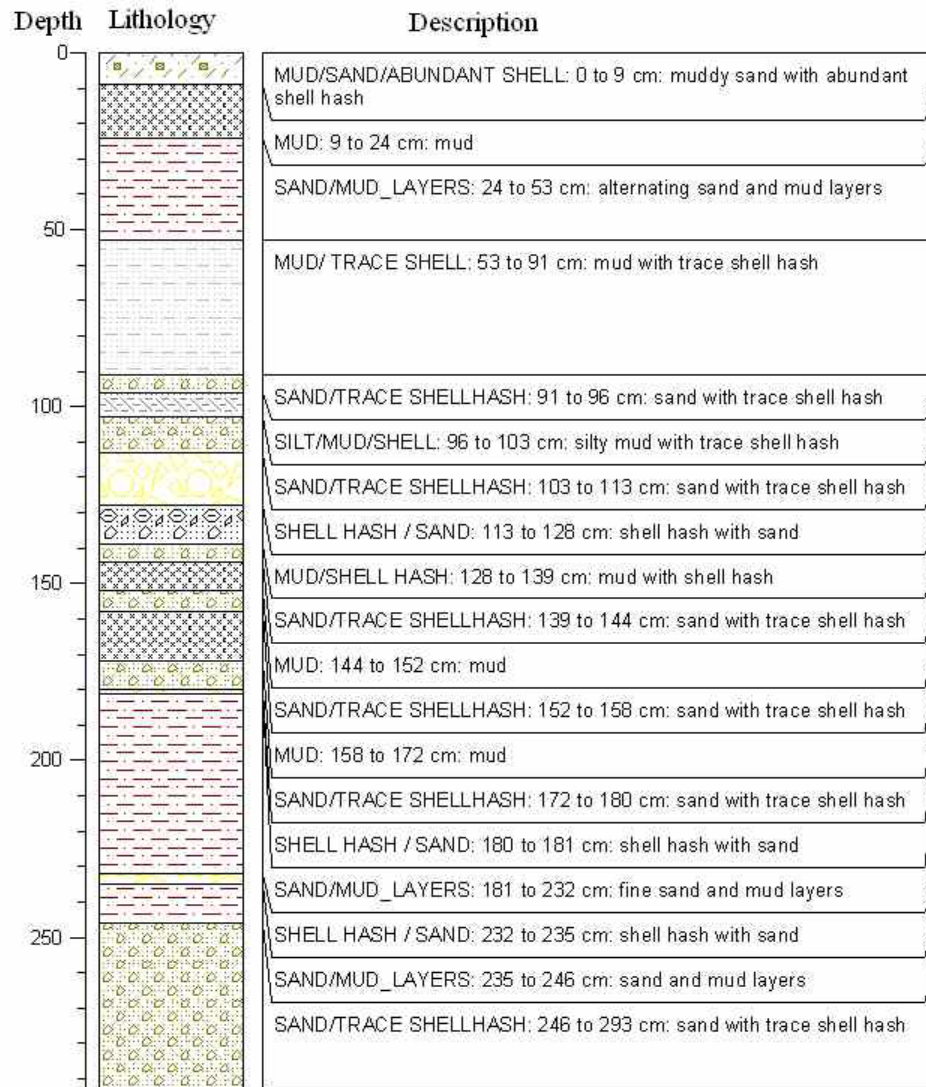 Depth Lithology Description
0
MUD/SAND/ABUNDANT SHELL: 0 to 9 cm: muddy sand with abundant
shell hash
MUD: 9 to 24 cm: mud
SAND/MUD_LAYERS: 24 to 53 cm: alternating sand and mud layers
50
MUD/ TRACE SHELL: 53 to 91 cm: mud with trace shell hash
SAND/TRACE SHELLHASH: 91 to 96 cm: sand with trace shell hash
100
SILT/MUD/SHELL: 96 to 103 cm: silty mud with trace shell hash
SAND/TRACE SHELLHASH: 103 to 113 cm: sand with trace shell hash
SHELL HASH / SAND: 113 to 128 cm: shell hash with sand
MUD/SHELL HASH: 128 to 139 cm: mud with shell hash
150
SAND/TRACE SHELLHASH: 139 to 144 cm: sand with trace shell hash
MUD: 144 to 152 cm: mud
SAND/TRACE SHELLHASH: 152 to 158 cm: sand with trace shell hash
MUD: 158 to 172 cm: mud
200
SAND/TRACE SHELLHASH: 172 to 180 cm: sand with trace shell hash
SHELL HASH / SAND: 180 to 181 cm: shell hash with sand
SAND/MUD_LAYERS: 181 to 232 cm: fine sand and mud layers
SHELL HASH / SAND: 232 to 235 cm: shell hash with sand
250
SAND/MUD_LAYERS: 235 to 246 cm: sand and mud layers
SAND/TRACE SHELLHASH: 246 to 293 cm: sand with trace shell hash